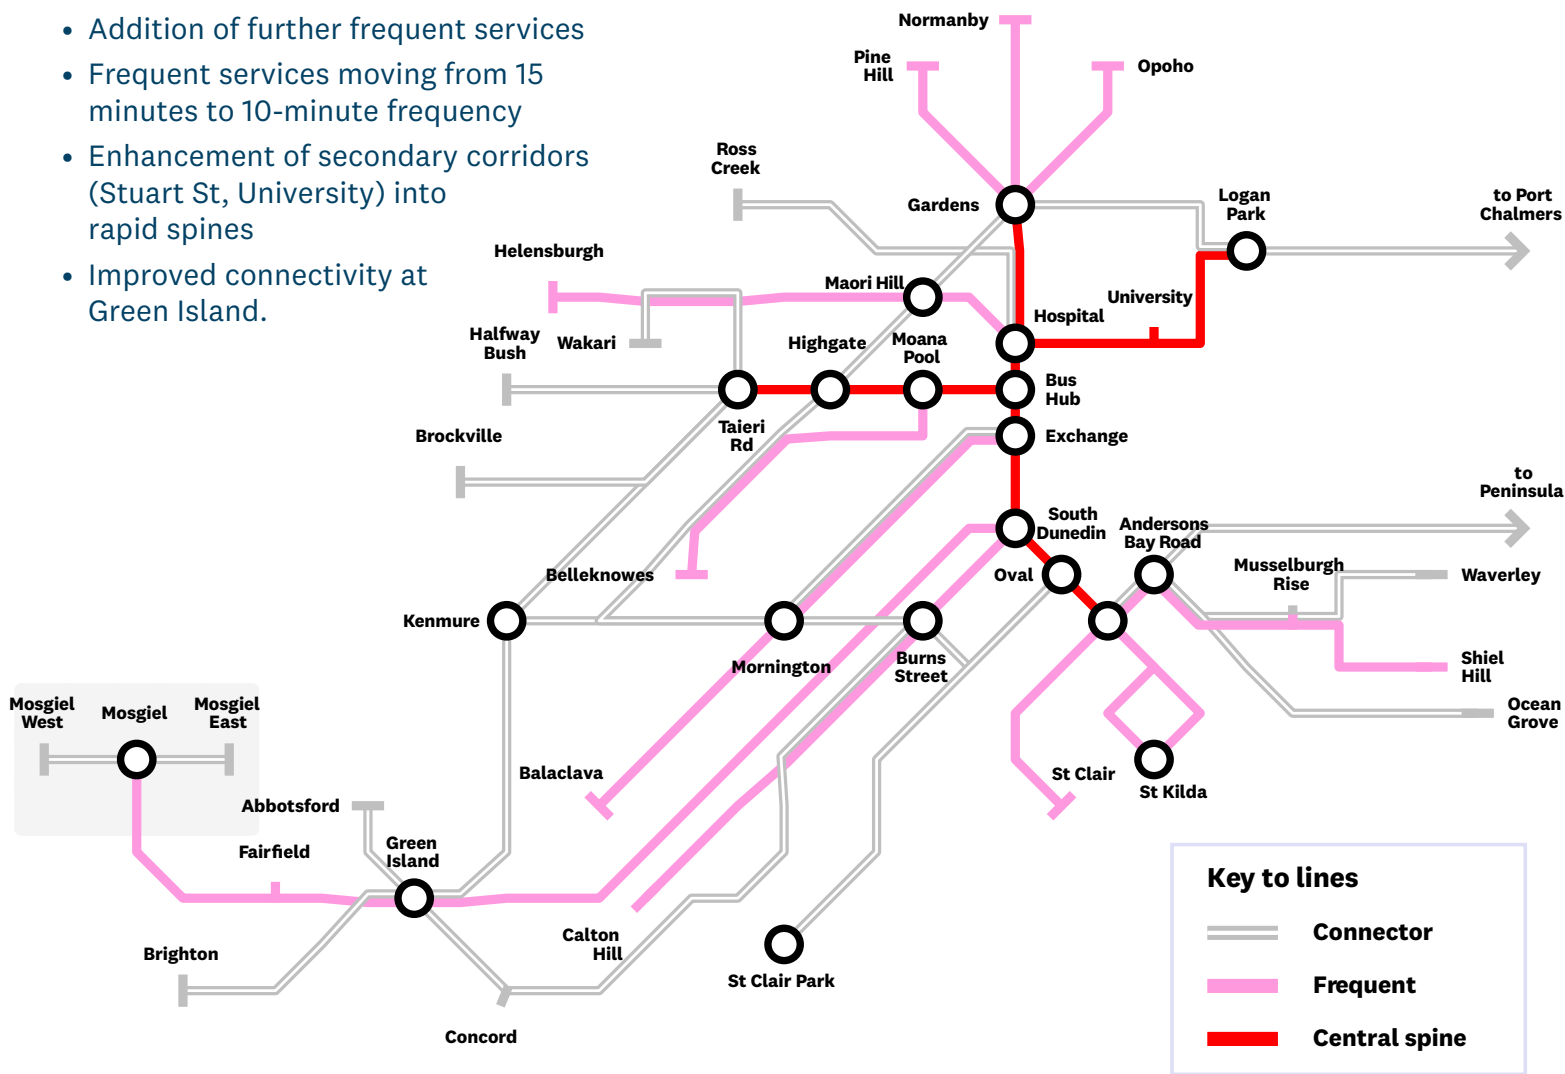 • Addition of further frequent services
• Frequent services moving from 15
minutes to 10-minute frequency
• Enhancement of secondary corridors
(Stuart St, University) into
rapid spines
• Improved connectivity at
Green Island.
Normanby
Pine
Hill
Opoho
Ross
Creek
Gardens
Logan
Park
to Port
Chalmers
Helensburgh
Maori Hill
University
Hospital
Halfway
Bush
Wakari
Highgate
Moana
Pool
Bus
Hub
Taieri
Rd
Brockville
Exchange
to
Peninsula
South
Dunedin
Andersons
Bay Road
Belleknowes
Oval
Musselburgh
Rise
Waverley
Kenmure
Mornington
Burns
Street
Shiel
Hill
Mosgiel
West
Mosgiel
Mosgiel
East
Ocean
Grove
Balaclava
St Clair
St Kilda
Abbotsford
Fairfield
Green
Island
Calton
Hill
Brighton
St Clair Park
Concord
Key to lines
Connector
Frequent
Central spine